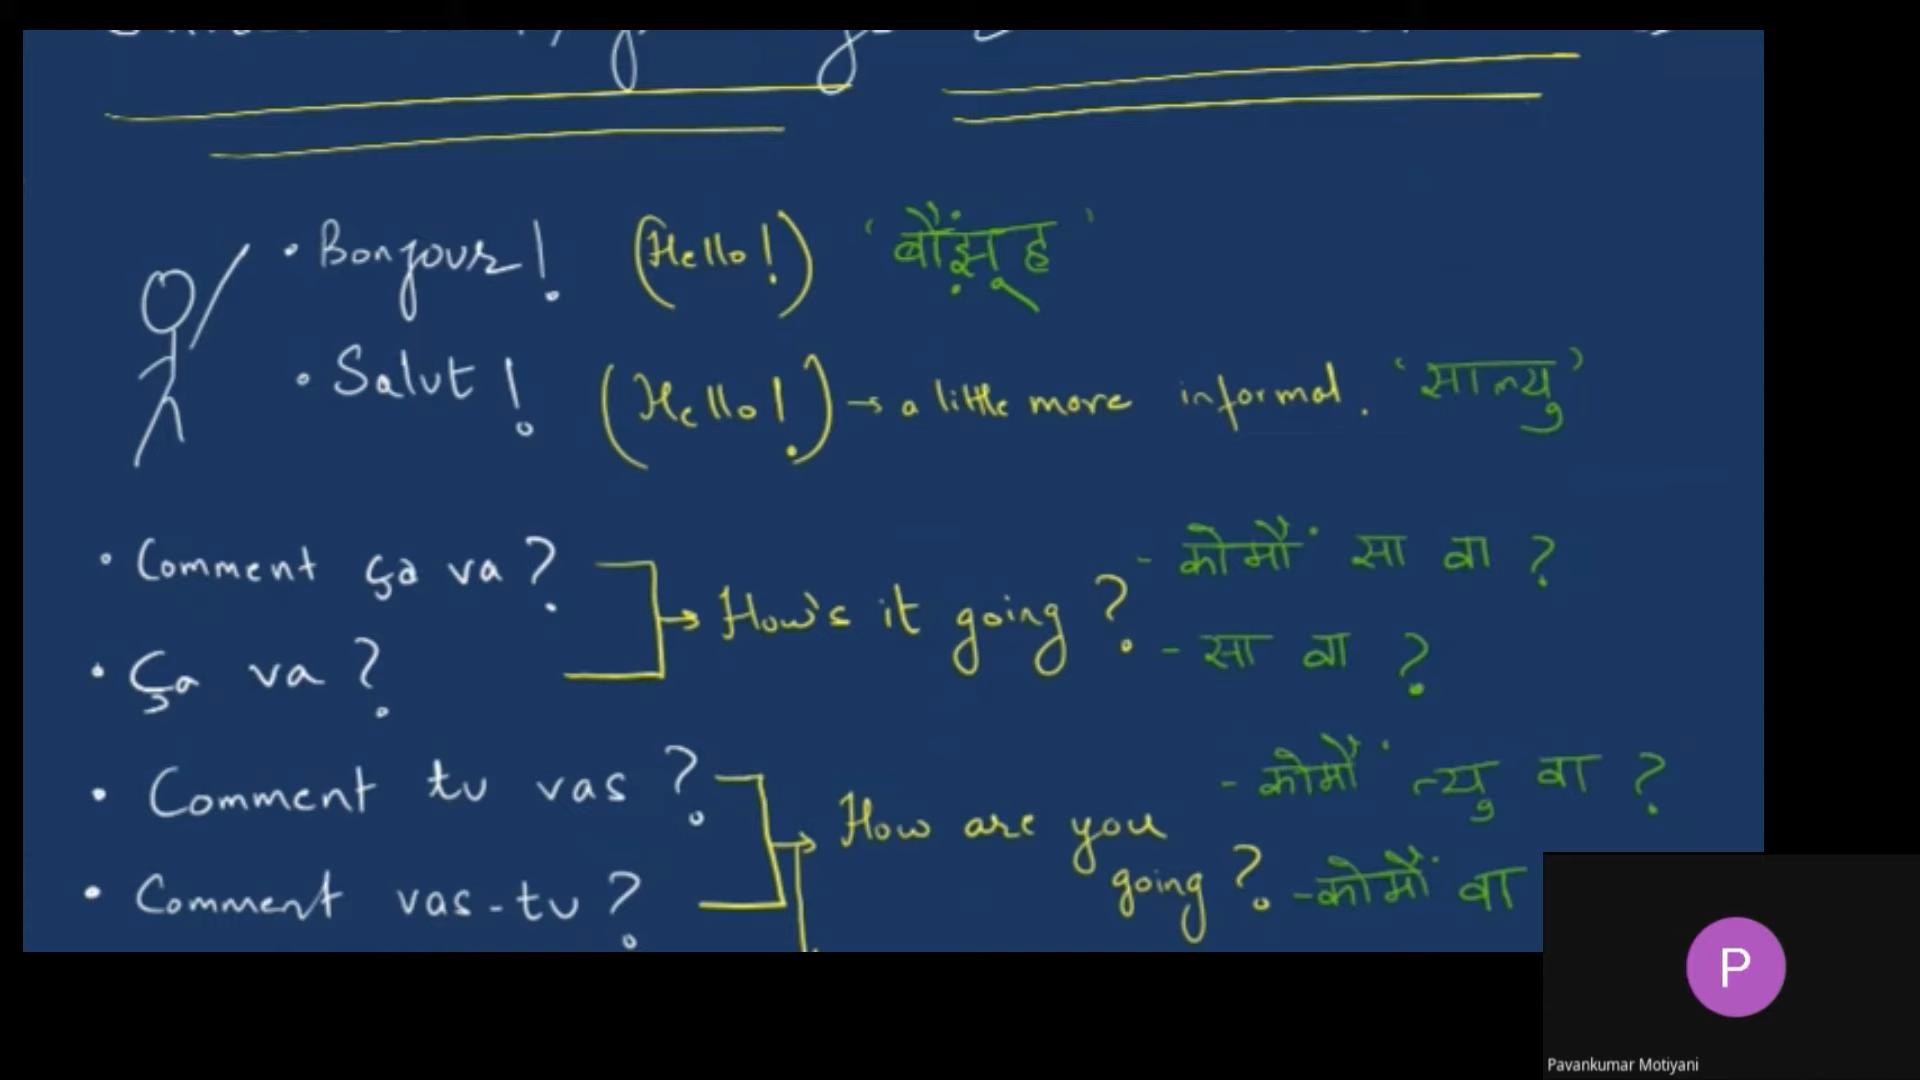 • Bonjour! (Hello!) ‘बौंझ़ूह’
• Salut! (Hello!) → a little more informal. ‘साल्यु’
• Comment ça va? - कोमौं सा वा ?
→ How's it going?
• Ça va? - सा वा ?
• Comment tu vas? - कोमौं त्यु वा ?
→ How are you going?
• Comment vas-tu? - कोमौं वा
P
Pavankumar Motiyani